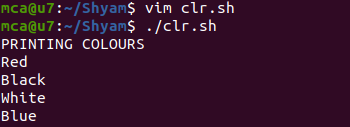 mca@u7:~/Shyam$ vim clr.sh
mca@u7:~/Shyam$ ./clr.sh
PRINTING COLOURS
Red
Black
White
Blue